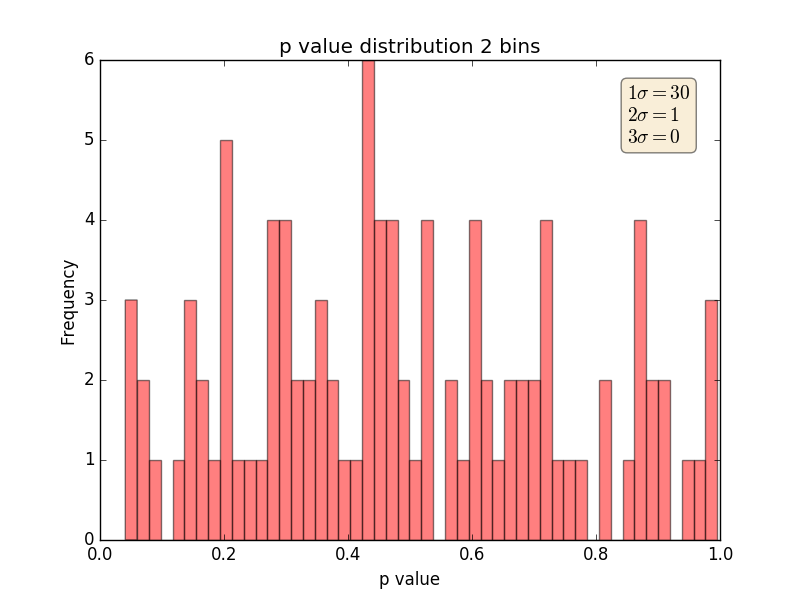 p value distribution 2 bins
6
5
4
3
2
1
0
Frequency
1σ = 30
2σ = 1
3σ = 0
0.0 0.2 0.4 0.6 0.8 1.0
p value